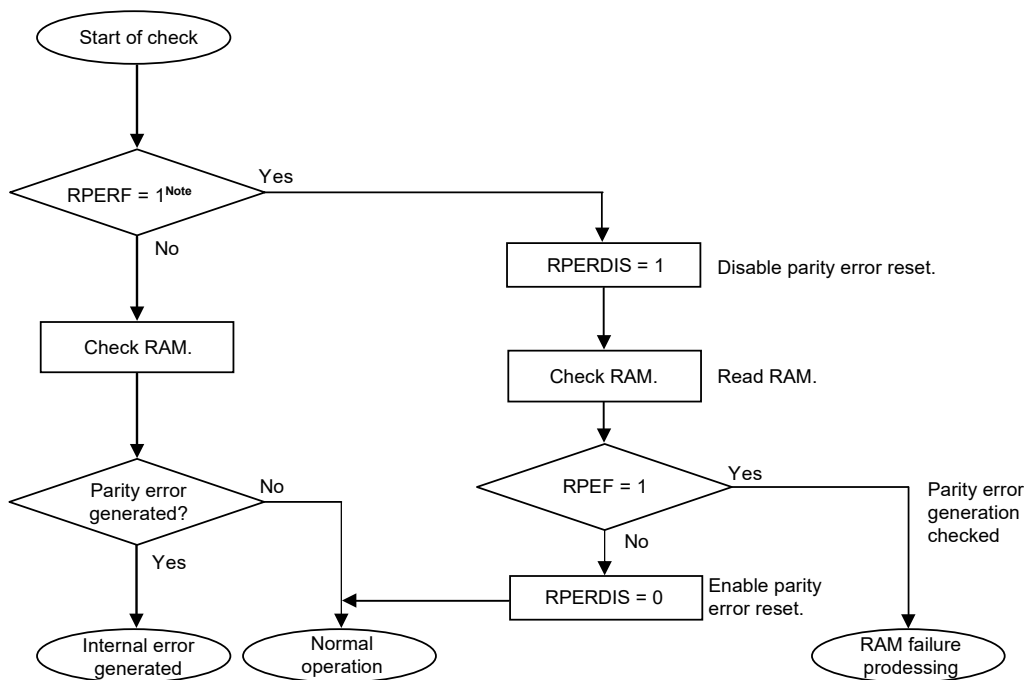 Start of check
RPERF = 1Note
Yes
No
RPERDIS = 1
Disable parity error reset.
Check RAM.
Check RAM.
Read RAM.
Parity error
generated?
No
Yes
RPEF = 1
Yes
No
Parity error
generation
checked
RPERDIS = 0
Enable parity
error reset.
Internal error
generated
Normal
operation
RAM failure
prodessing